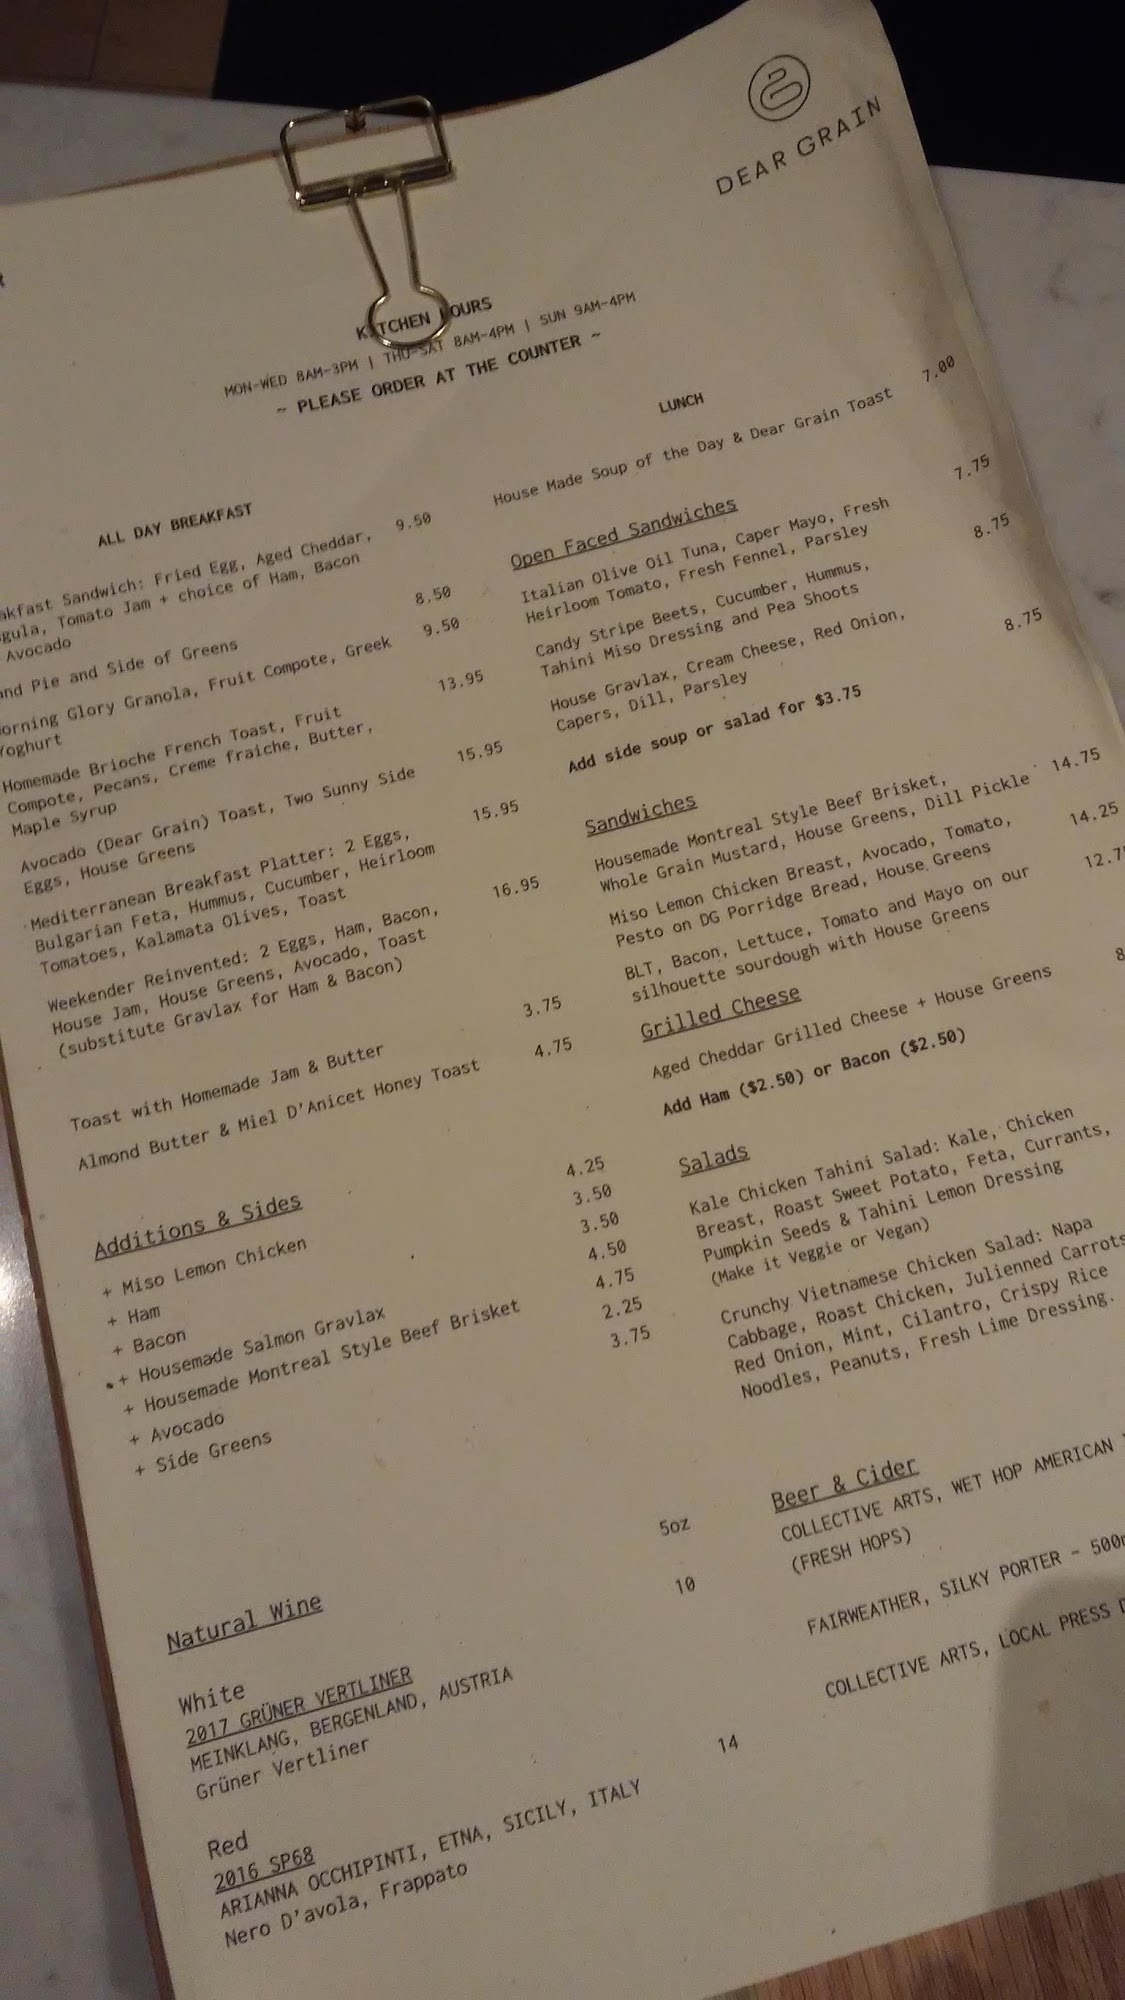 DEAR GRAIN
KITCHEN HOURS
MON-WED 8AM-3PM | THU-SAT 8AM-4PM | SUN 9AM-4PM
~ PLEASE ORDER AT THE COUNTER ~
ALL DAY BREAKFAST
akfast Sandwich: Fried Egg, Aged Cheddar, 9.50
gula, Tomato Jam + choice of Ham, Bacon
Avocado
and Pie and Side of Greens 8.50
orning Glory Granola, Fruit Compote, Greek 9.50
Yoghurt
Homemade Brioche French Toast, Fruit 13.95
Compote, Pecans, Creme fraiche, Butter,
Maple Syrup
Avocado (Dear Grain) Toast, Two Sunny Side 15.95
Eggs, House Greens
Mediterranean Breakfast Platter: 2 Eggs, 15.95
Bulgarian Feta, Hummus, Cucumber, Heirloom
Tomatoes, Kalamata Olives, Toast
Weekender Reinvented: 2 Eggs, Ham, Bacon, 16.95
House Jam, House Greens, Avocado, Toast
(substitute Gravlax for Ham & Bacon)
Toast with Homemade Jam & Butter 3.75
Almond Butter & Miel D'Anicet Honey Toast 4.75
Additions & Sides
+ Miso Lemon Chicken 4.25
+ Ham 3.50
+ Bacon 3.50
+ Housemade Salmon Gravlax 4.50
+ Housemade Montreal Style Beef Brisket 4.75
+ Avocado 2.25
+ Side Greens 3.75
5oz
Natural Wine
White 10
2017 GRÜNER VERTLINER
MEINKLANG, BERGENLAND, AUSTRIA
Grüner Vertliner
Red 14
2016 SP68
ARIANNA OCCHIPINTI, ETNA, SICILY, ITALY
Nero D'avola, Frappato
LUNCH
House Made Soup of the Day & Dear Grain Toast 7.00
Open Faced Sandwiches
Italian Olive Oil Tuna, Caper Mayo, Fresh 7.75
Heirloom Tomato, Fresh Fennel, Parsley
Candy Stripe Beets, Cucumber, Hummus, 8.75
Tahini Miso Dressing and Pea Shoots
House Gravlax, Cream Cheese, Red Onion, 8.75
Capers, Dill, Parsley
Add side soup or salad for $3.75
Sandwiches
Housemade Montreal Style Beef Brisket, 14.75
Whole Grain Mustard, House Greens, Dill Pickle
Miso Lemon Chicken Breast, Avocado, Tomato, 14.25
Pesto on DG Porridge Bread, House Greens
BLT, Bacon, Lettuce, Tomato and Mayo on our 12.7
silhouette sourdough with House Greens
Grilled Cheese
Aged Cheddar Grilled Cheese + House Greens 8
Add Ham ($2.50) or Bacon ($2.50)
Salads
Kale Chicken Tahini Salad: Kale, Chicken
Breast, Roast Sweet Potato, Feta, Currants,
Pumpkin Seeds & Tahini Lemon Dressing
(Make it Veggie or Vegan)
Crunchy Vietnamese Chicken Salad: Napa
Cabbage, Roast Chicken, Julienned Carrots
Red Onion, Mint, Cilantro, Crispy Rice
Noodles, Peanuts, Fresh Lime Dressing.
Beer & Cider
COLLECTIVE ARTS, WET HOP AMERICAN
(FRESH HOPS)
FAIRWEATHER, SILKY PORTER - 500
COLLECTIVE ARTS, LOCAL PRESS